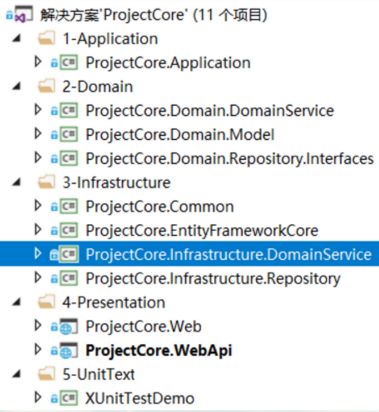 解决方案'ProjectCore' (11 个项目)
1-Application
C# ProjectCore.Application
2-Domain
C# ProjectCore.Domain.DomainService
C# ProjectCore.Domain.Model
C# ProjectCore.Domain.Repository.Interfaces
3-Infrastructure
C# ProjectCore.Common
C# ProjectCore.EntityFrameworkCore
C# ProjectCore.Infrastructure.DomainService
C# ProjectCore.Infrastructure.Repository
4-Presentation
ProjectCore.Web
ProjectCore.WebApi
5-UnitText
C# XUnitTestDemo